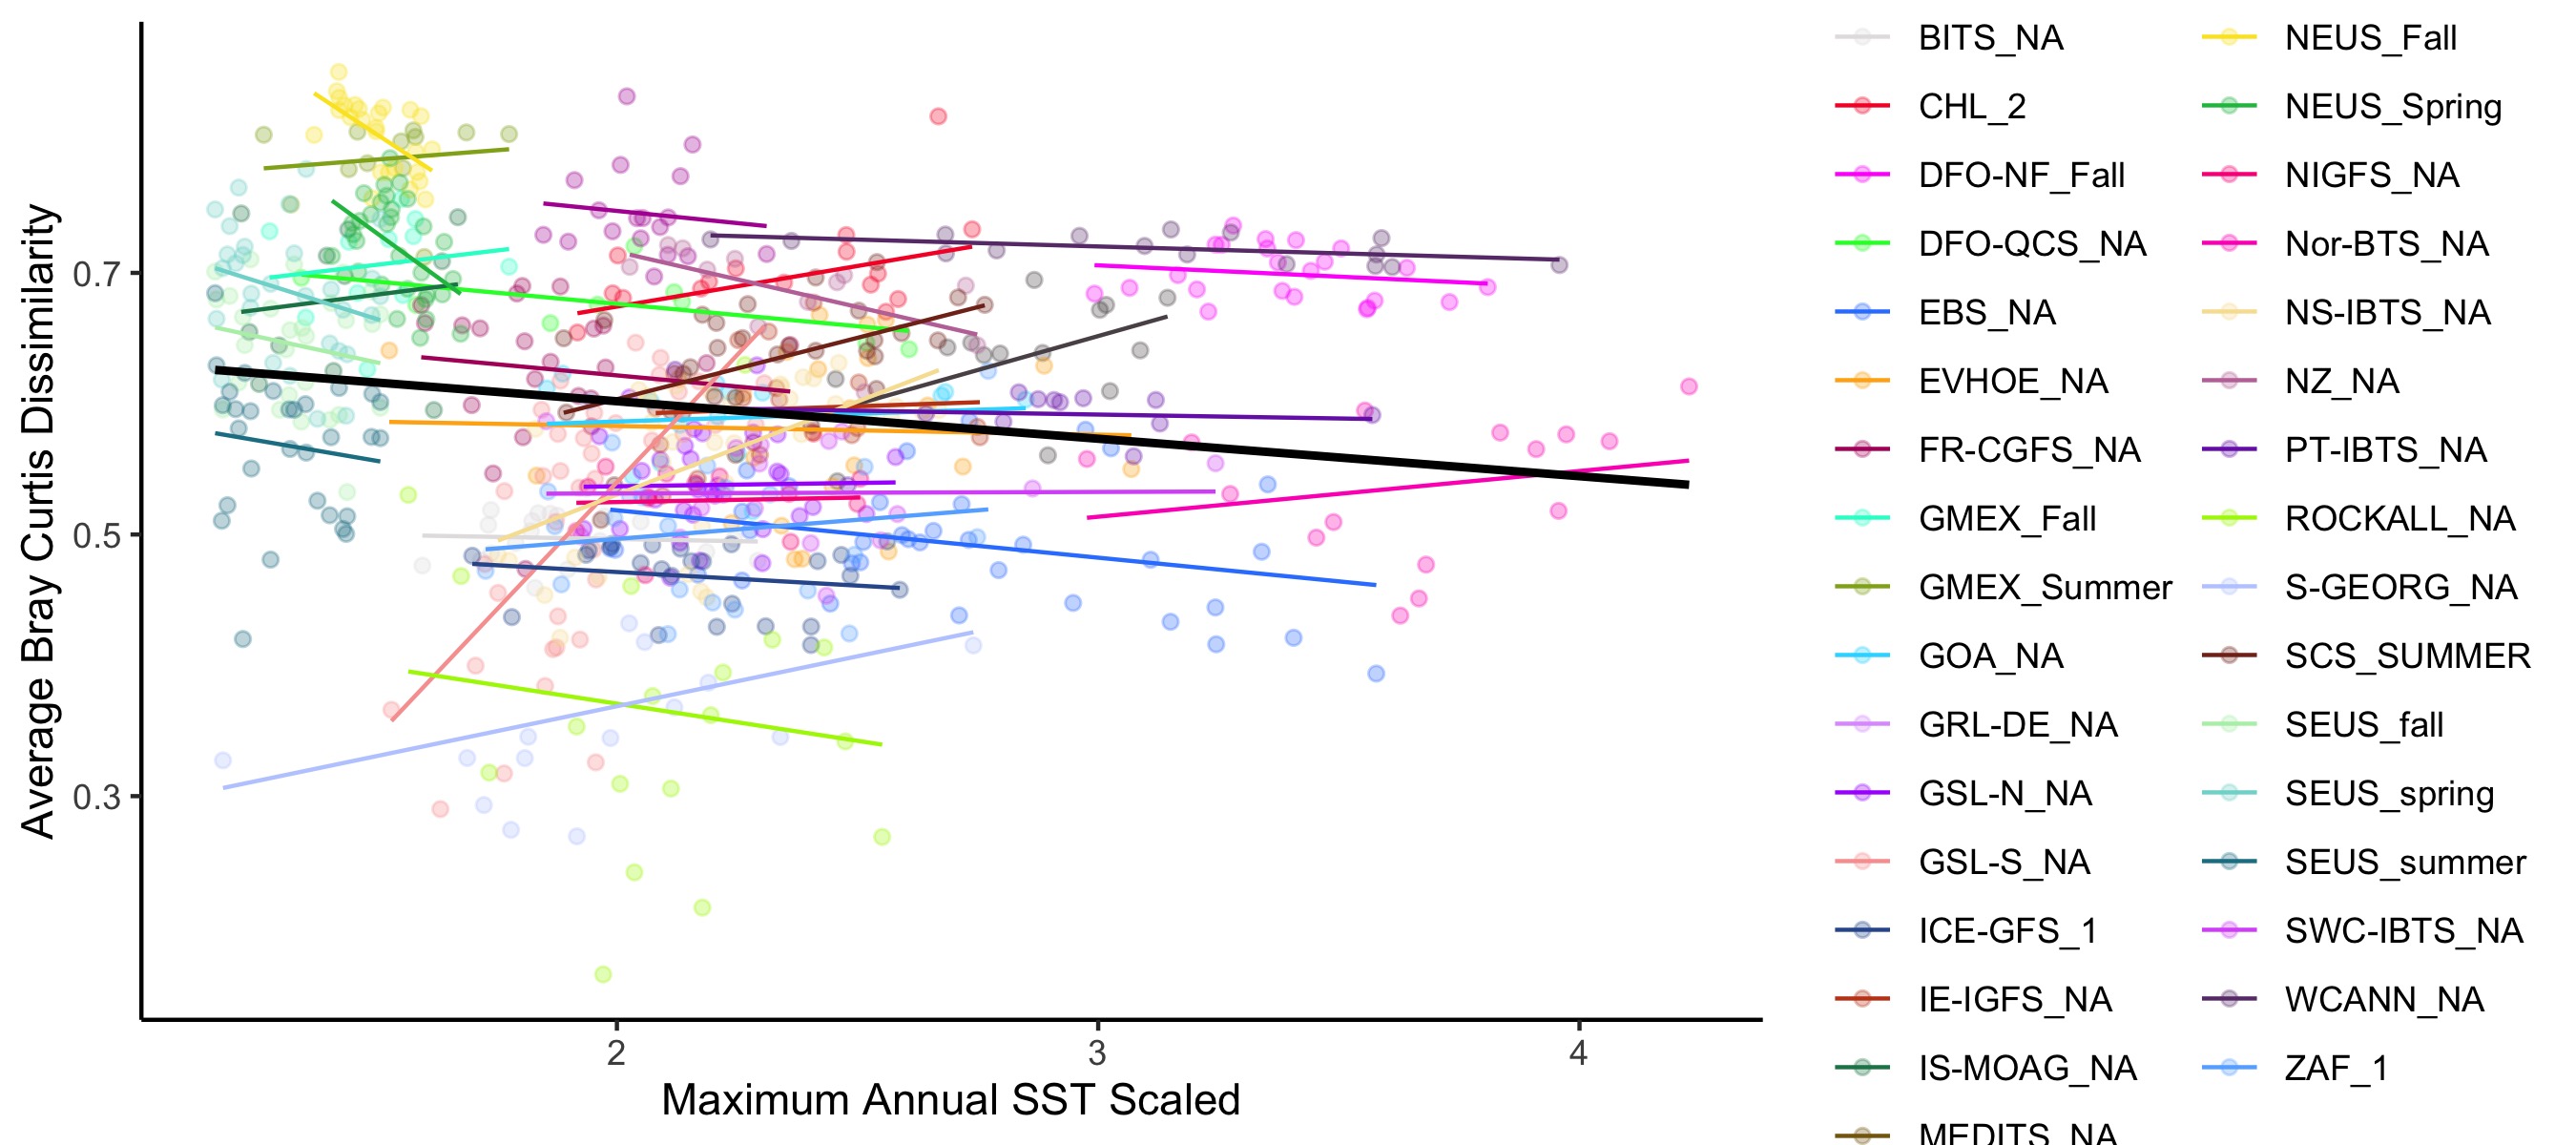 Average Bray Curtis Dissimilarity
0.7
0.5
0.3
2
3
4
Maximum Annual SST Scaled
BITS_NA
CHL_2
DFO-NF_Fall
DFO-QCS_NA
EBS_NA
EVHOE_NA
FR-CGFS_NA
GMEX_Fall
GMEX_Summer
GOA_NA
GRL-DE_NA
GSL-N_NA
GSL-S_NA
ICE-GFS_1
IE-IGFS_NA
IS-MOAG_NA
MEDITS_NA
NEUS_Fall
NEUS_Spring
NIGFS_NA
Nor-BTS_NA
NS-IBTS_NA
NZ_NA
PT-IBTS_NA
ROCKALL_NA
S-GEORG_NA
SCS_SUMMER
SEUS_fall
SEUS_spring
SEUS_summer
SWC-IBTS_NA
WCANN_NA
ZAF_1